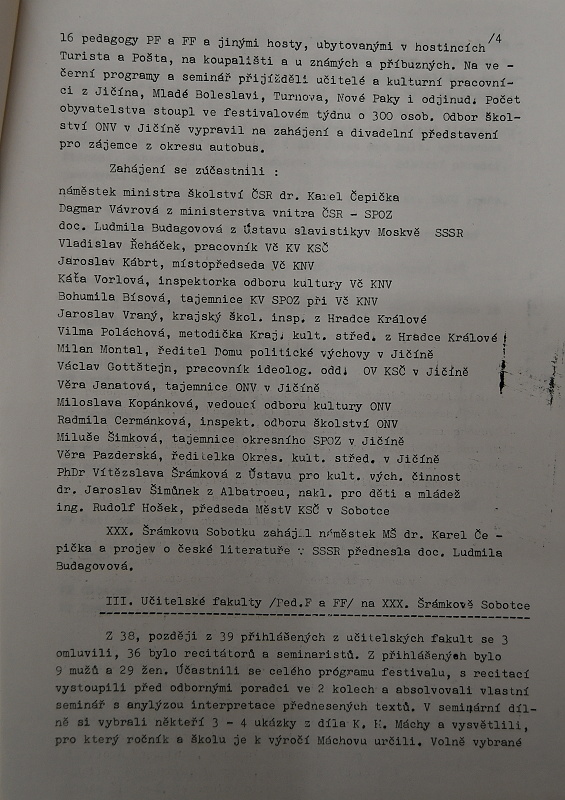 /4
16 pedagogy PF a FF a jinými hosty, ubytovanými v hostincích
Turista a Pošta, na koupališti a u známých a příbuzných. Na ve -
černí programy a seminář přijížděli učitelé a kulturní pracovní-
ci z Jičína, Mladé Boleslavi, Turnova, Nové Paky i odjinud. Počet
obyvatelstva stoupl ve festivalovém týdnu o 300 osob. Odbor škol-
ství ONV v Jičíně vypravil na zahájení a divadelní představení
pro zájemce z okresu autobus.
Zahájení se zúčastnili :
náměstek ministra školství ČSR dr. Karel Čepička
Dagmar Vávrová z ministerstva vnitra ČSR - SPOZ
doc. Ludmila Budagovová z Ústavu slavistikyv Moskvě SSSR
Vladislav Řeháček, pracovník Vč KV KSČ
Jaroslav Kábrt, místopředseda Vč KNV
Káťa Vorlová, inspektorka odboru kultury Vč KNV
Bohumila Bísová, tajemnice KV SPOZ při Vč KNV
Jaroslav Vraný, krajský škol. insp. z Hradce Králové
Vilma Poláchová, metodička Kraj. kult. střed. z Hradce Králové
Milan Montal, ředitel Domu politické výchovy v Jičíně
Václav Gottštejn, pracovník ideolog. odd. OV KSČ v Jičíně
Věra Janatová, tajemnice ONV v Jičíně
Miloslava Kopánková, vedoucí odboru kultury ONV
Radmila Cermánková, inspekt. odboru školství ONV
Miluše Šimková, tajemnice okresního SPOZ v Jičíně
Věra Pazderská, ředitelka Okres. kult. střed. v Jičíně
PhDr Vítězslava Šrámková z Ústavu pro kult. vých. činnost
dr. Jaroslav Šimůnek z Albatroeu, nakl. pro děti a mládež
ing. Rudolf Hošek, předseda MěstV KSČ v Sobotce
XXX. Šrámkovu Sobotku zahájil náměstek MŠ dr. Karel Če -
pička a projev o české literatuře v SSSR přednesla doc. Ludmila
Budagovová.
III. Učitelské fakulty /Ped.F a FF/ na XXX. Šrámkově Sobotce
Z 38, později z 39 přihlášených z učitelských fakult se 3
omluvili, 36 bylo recitátorů a seminaristů. Z přihlášených bylo
9 mužů a 29 žen. Účastnili se celého prógramu festivalu, s recitací
vystoupili před odbornými poradci ve 2 kolech a absolvovali vlastní
seminář s anylýzou interpretace přednesených textů. V seminární díl-
ně si vybrali někteří 3 - 4 ukázky z díla K. H. Máchy a vysvětlili,
pro který ročník a školu je k výročí Máchovu určili. Volně vybrané